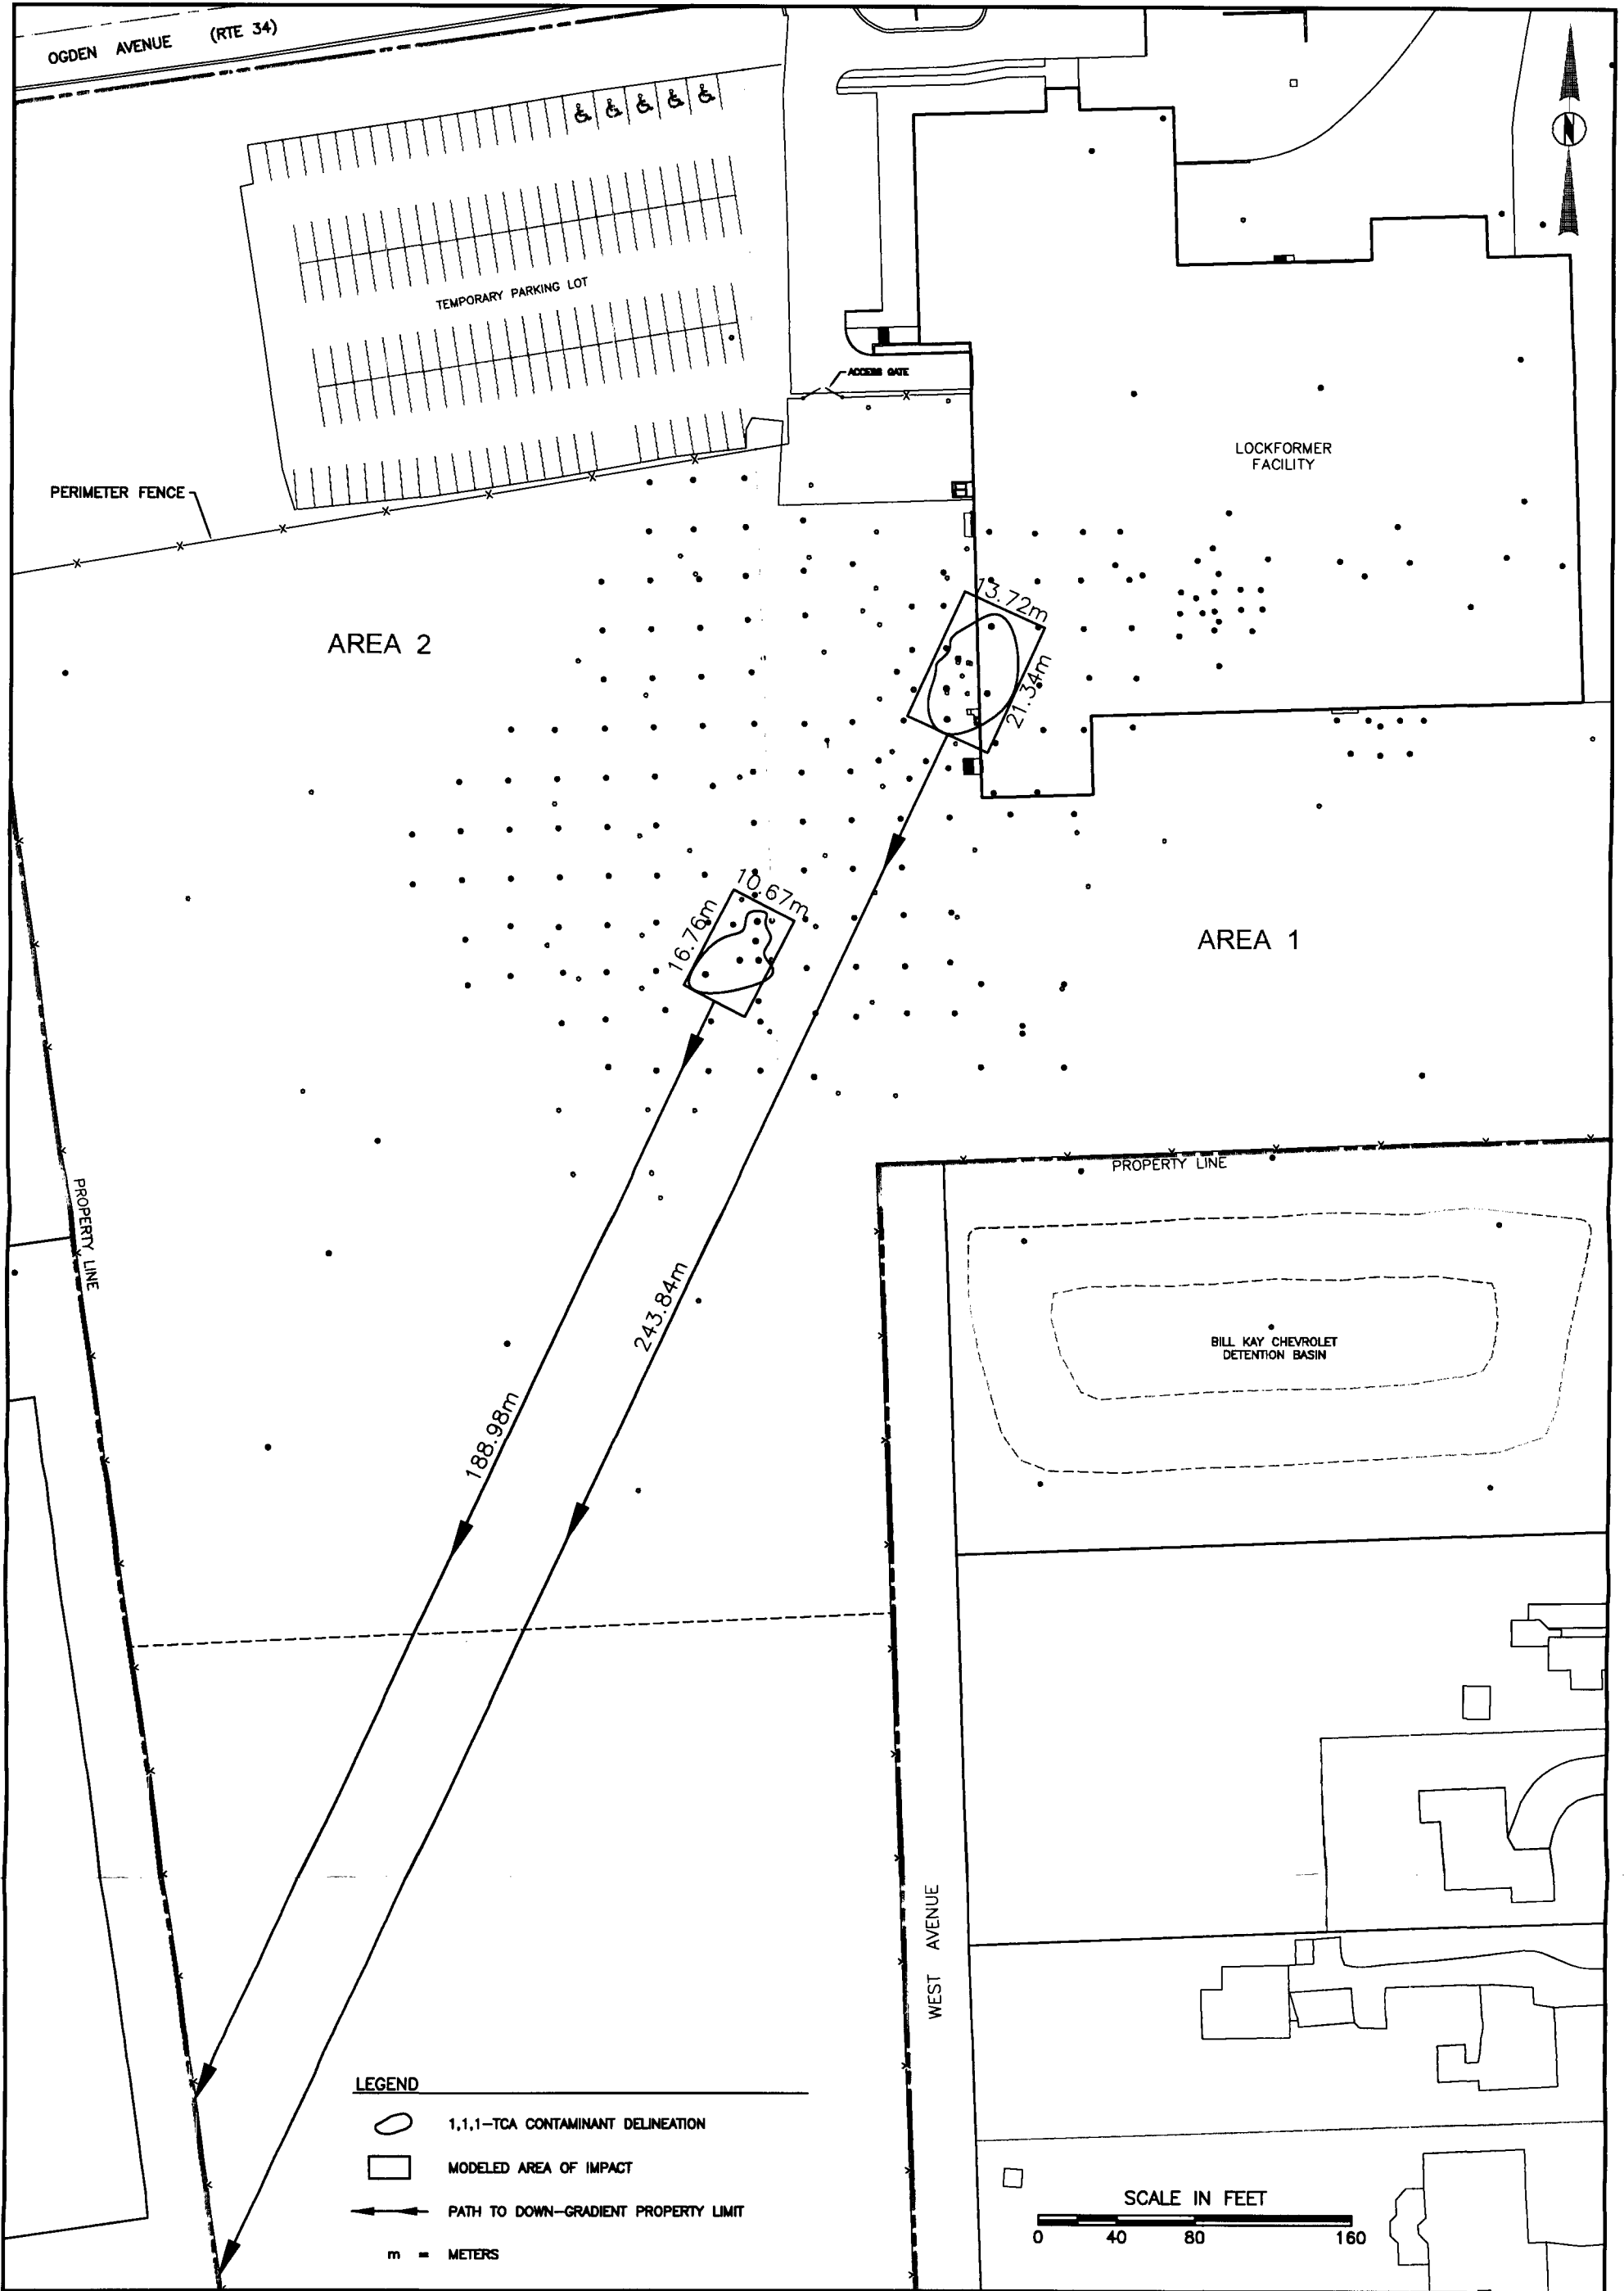 OGDEN AVENUE (RTE 34)
N
TEMPORARY PARKING LOT
ACCESS GATE
LOCKFORMER
FACILITY
PERIMETER FENCE
13.72m
AREA 2
21.34m
10.67m
16.76m
AREA 1
PROPERTY LINE
PROPERTY LINE
243.84m
BILL KAY CHEVROLET
DETENTION BASIN
188.98m
WEST AVENUE
LEGEND
1,1,1-TCA CONTAMINANT DELINEATION
MODELED AREA OF IMPACT
PATH TO DOWN-GRADIENT PROPERTY LIMIT
m = METERS
SCALE IN FEET
0 40 80 160